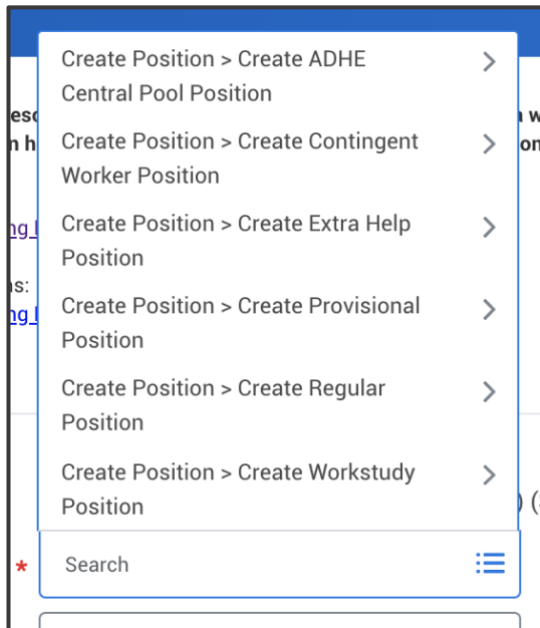 Create Position > Create ADHE
Central Pool Position
Create Position > Create Contingent
Worker Position
Create Position > Create Extra Help
Position
Create Position > Create Provisional
Position
Create Position > Create Regular
Position
Create Position > Create Workstudy
Position
* Search